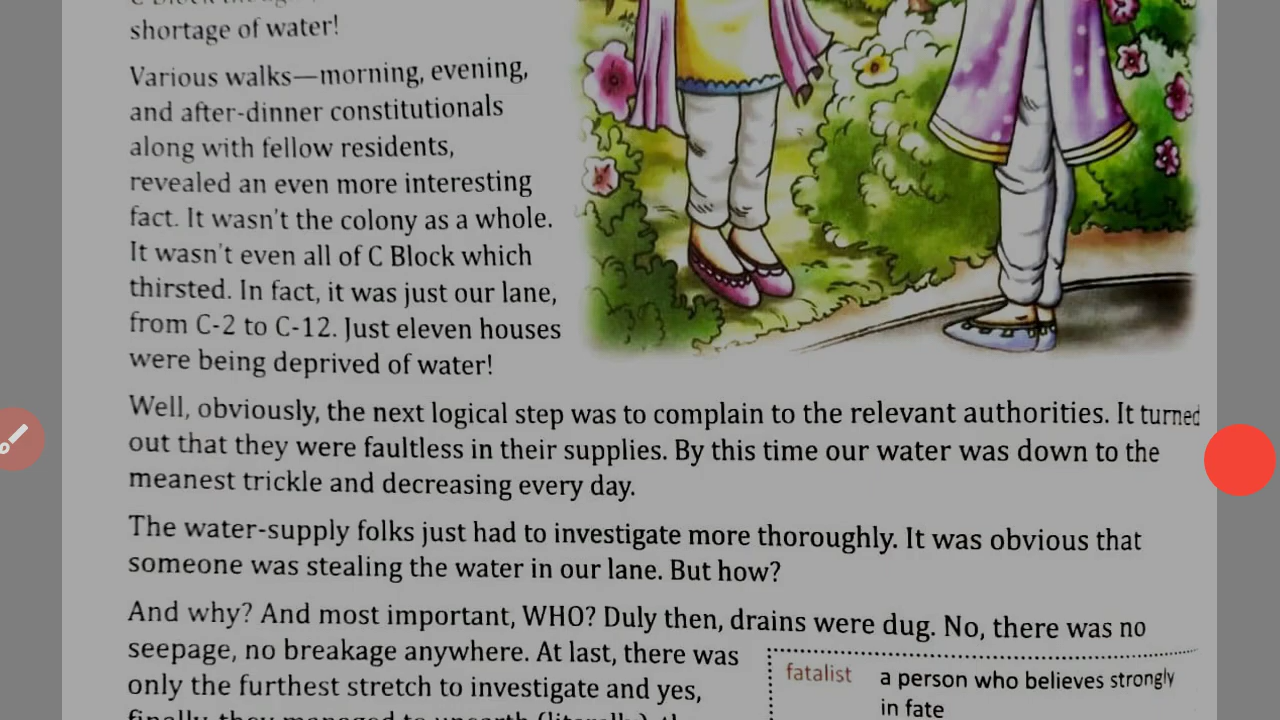 shortage of water!
Various walks—morning, evening,
and after-dinner constitutionals
along with fellow residents,
revealed an even more interesting
fact. It wasn't the colony as a whole.
It wasn't even all of C Block which
thirsted. In fact, it was just our lane,
from C-2 to C-12. Just eleven houses
were being deprived of water!
Well, obviously, the next logical step was to complain to the relevant authorities. It turned
out that they were faultless in their supplies. By this time our water was down to the
meanest trickle and decreasing every day.
The water-supply folks just had to investigate more thoroughly. It was obvious that
someone was stealing the water in our lane. But how?
And why? And most important, WHO? Duly then, drains were dug. No, there was no
seepage, no breakage anywhere. At last, there was
only the furthest stretch to investigate and yes,
fatalist a person who believes strongly
in fate